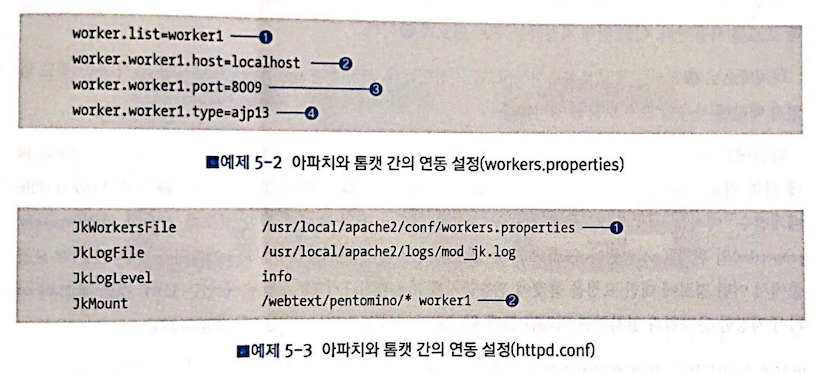 worker.list=worker1 ❶
worker.worker1.host=localhost ❷
worker.worker1.port=8009 ❸
worker.worker1.type=ajp13 ❹
■예제 5-2 아파치와 톰캣 간의 연동 설정(workers.properties)
JkWorkersFile /usr/local/apache2/conf/workers.properties ❶
JkLogFile /usr/local/apache2/logs/mod_jk.log
JkLogLevel info
JkMount /webtext/pentomino/* worker1 ❷
■예제 5-3 아파치와 톰캣 간의 연동 설정(httpd.conf)